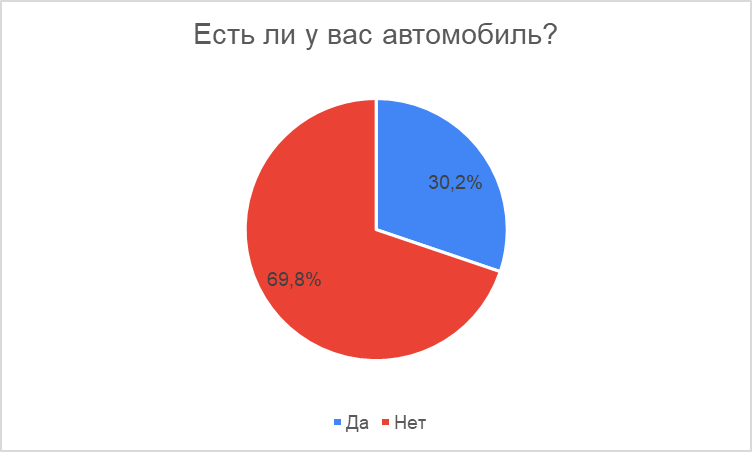 Есть ли у вас автомобиль?
30,2%
69,8%
Да Нет